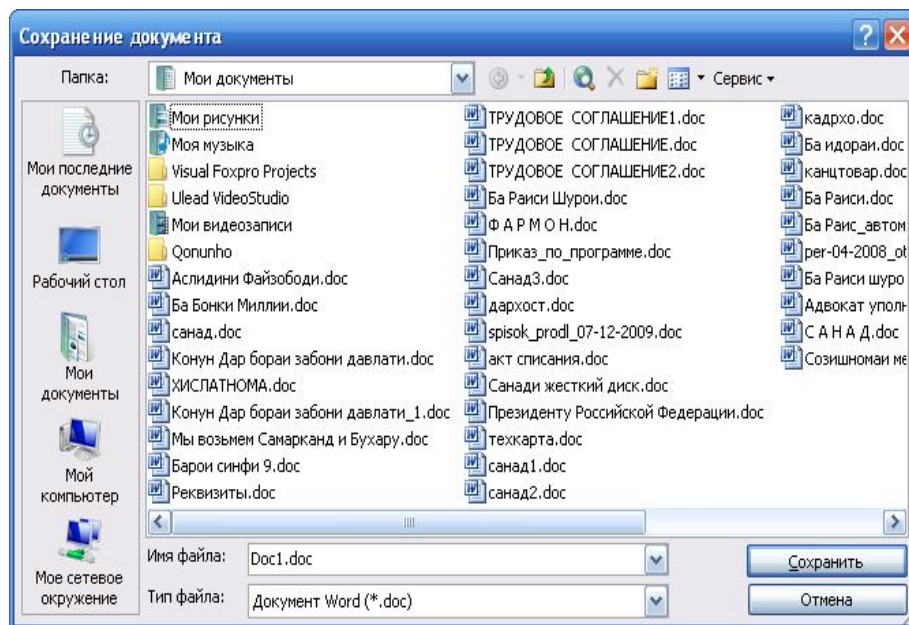 Сохранение документа
Папка:
Мои документы
Сервис
Мои последние
документы
Рабочий стол
Мои
документы
Мой
компьютер
Мое сетевое
окружение
Мои рисунки
Моя музыка
Visual Foxpro Projects
Ulead VideoStudio
Мои видеозаписи
Qonunho
Аслидини Файзободи.doc
Ба Бонки Миллии.doc
санад.doc
Конун Дар бораи забони давлати.doc
ХИСЛАТНОМА.doc
Конун Дар бораи забони давлати_1.doc
Мы возьмем Самарканд и Бухару.doc
Барои синфи 9.doc
Реквизиты.doc
ТРУДОВОЕ СОГЛАШЕНИЕ1.doc
ТРУДОВОЕ СОГЛАШЕНИЕ.doc
ТРУДОВОЕ СОГЛАШЕНИЕ2.doc
Ба Раиси Шурои.doc
Ф А Р М О Н.doc
Приказ_по_программе.doc
Санад3.doc
дархост.doc
spisok_prodl_07-12-2009.doc
акт списания.doc
Санади жесткий диск.doc
Президенту Российской Федерации.doc
техкарта.doc
санад1.doc
санад2.doc
кадрхо.doc
Ба идораи.doc
канцтовар.doc
Ба Раиси.doc
Ба Раис_автом
per-04-2008_ot
Ба Раиси шуро
Адвокат уполн
С А Н А Д.doc
Созишномаи ме
Имя файла:
Doc1.doc
Сохранить
Тип файла:
Документ Word (*.doc)
Отмена